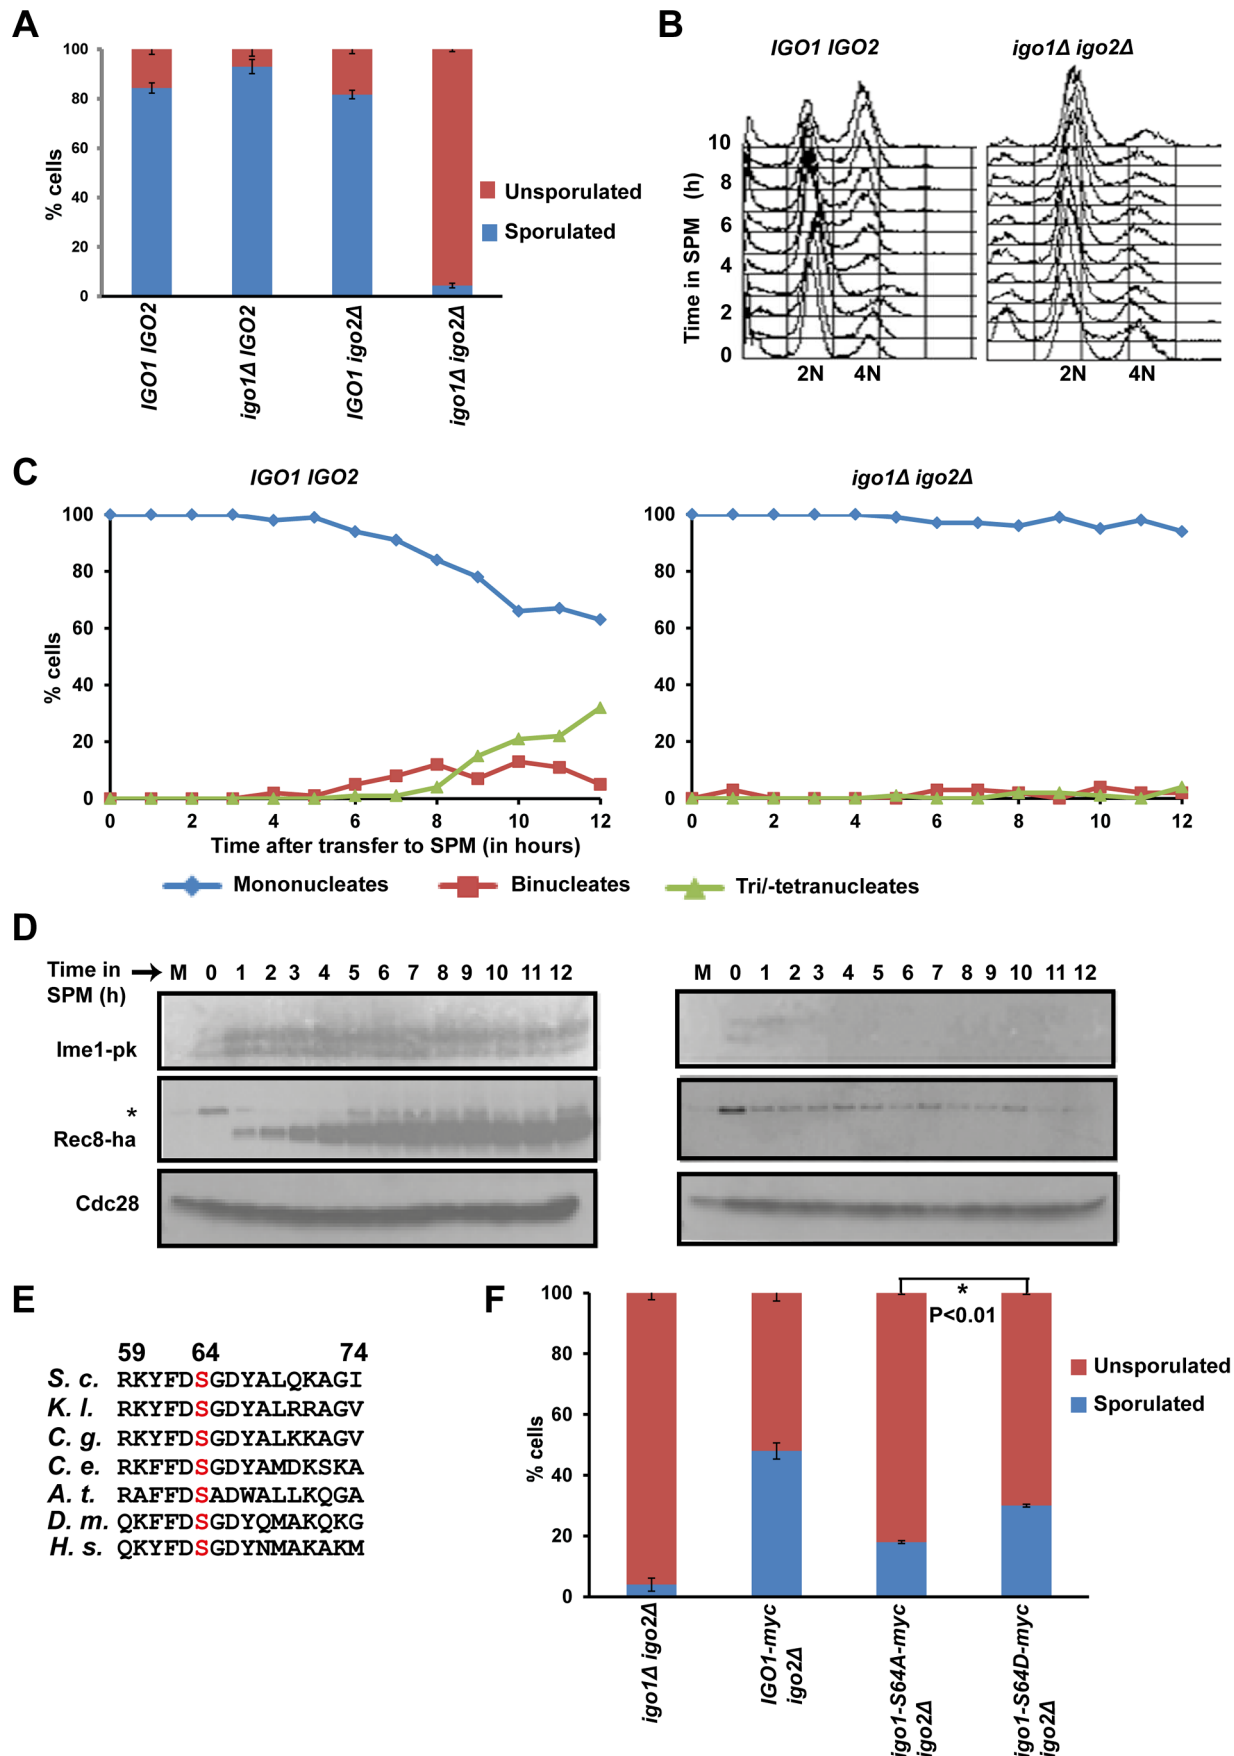 A
100
80
60
40
20
0
% cells
Unsporulated
Sporulated
IGO1 IGO2
igo1Δ IGO2
IGO1 igo2Δ
igo1Δ igo2Δ
B
IGO1 IGO2
igo1Δ igo2Δ
10
8
6
4
2
0
Time in SPM (h)
2N 4N
2N 4N
C
IGO1 IGO2
igo1Δ igo2Δ
100
80
60
40
20
0
% cells
0 2 4 6 8 10 12
Time after transfer to SPM (in hours)
100
80
60
40
20
0
0 2 4 6 8 10 12
Mononucleates
Binucleates
Tri/-tetranucleates
D
Time in
SPM (h)
M 0 1 2 3 4 5 6 7 8 9 10 11 12
M 0 1 2 3 4 5 6 7 8 9 10 11 12
Ime1-pk
*
Rec8-ha
Cdc28
E
59 64 74
S. c. RKYFDSGDYALQKAGI
K. l. RKYFDSGDYALRRAGV
C. g. RKYFDSGDYALKKAGV
C. e. RKFFDSGDYAMDKSKA
A. t. RAFFDSADWALLKQGA
D. m. QKFFDSGDYQMAKQKG
H. s. QKYFDSGDYNMAKAKM
F
100
80
60
40
20
0
% cells
*
P<0.01
Unsporulated
Sporulated
igo1Δ igo2Δ
IGO1-myc
igo2Δ
igo1-S64A-myc
igo2Δ
igo1-S64D-myc
igo2Δ